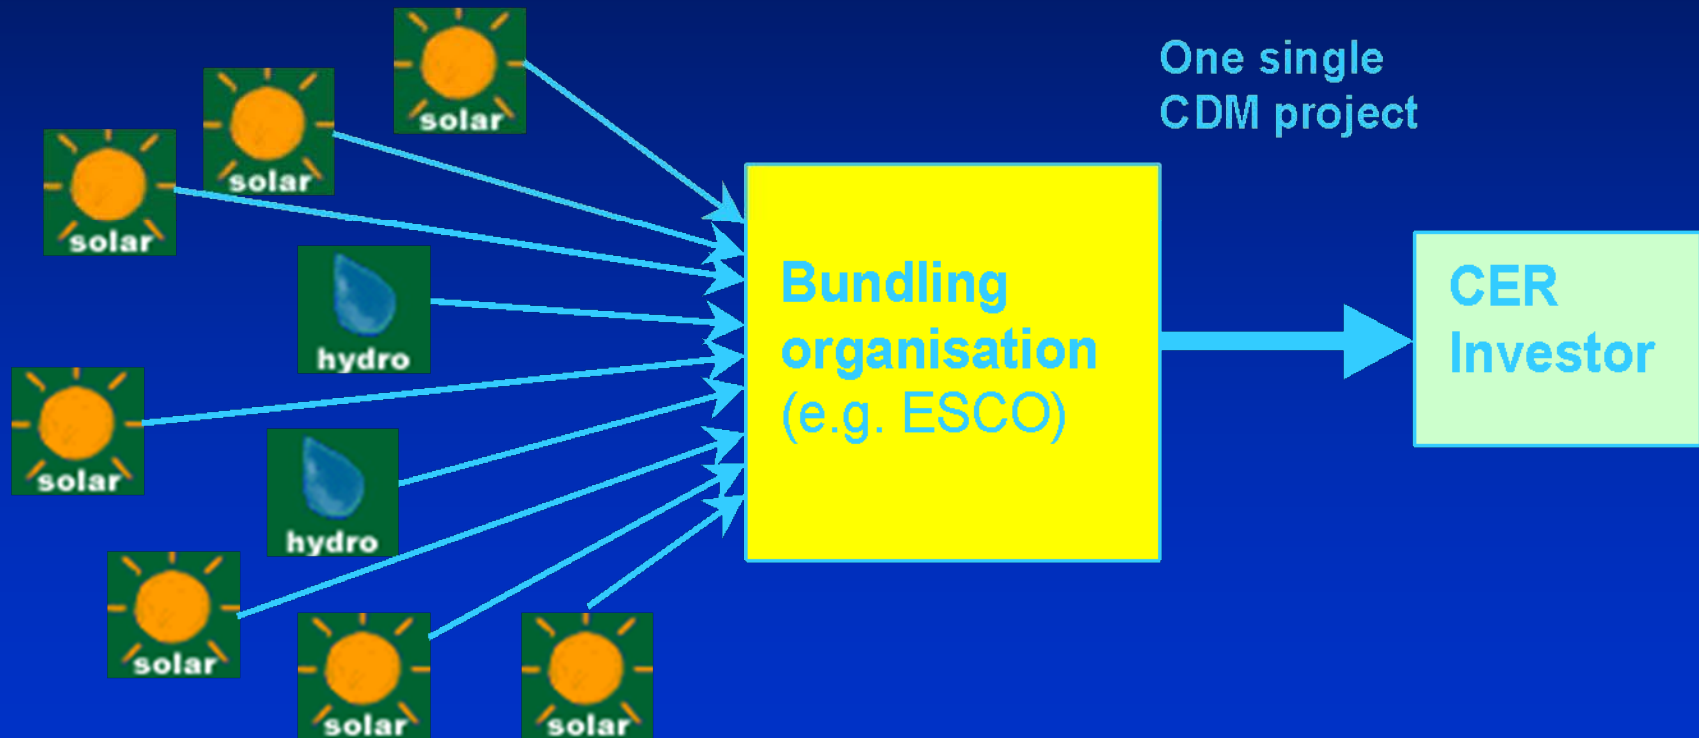 solar
One single
CDM project
solar
solar
hydro
Bundling
organisation
(e.g. ESCO)
CER
Investor
solar
hydro
solar
solar
solar